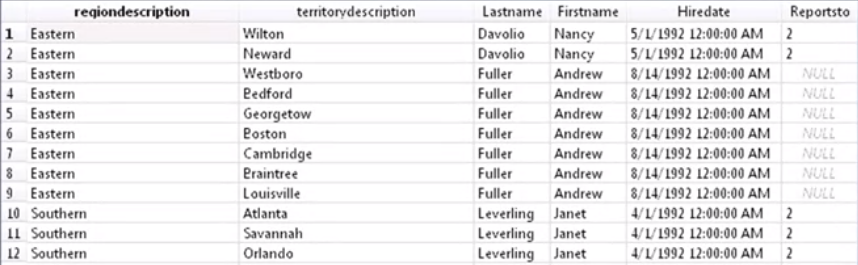 regiondescription territorydescription Lastname Firstname Hiredate Reportsto
1 Eastern Wilton Davolio Nancy 5/1/1992 12:00:00 AM 2
2 Eastern Neward Davolio Nancy 5/1/1992 12:00:00 AM 2
3 Eastern Westboro Fuller Andrew 8/14/1992 12:00:00 AM NULL
4 Eastern Bedford Fuller Andrew 8/14/1992 12:00:00 AM NULL
5 Eastern Georgetow Fuller Andrew 8/14/1992 12:00:00 AM NULL
6 Eastern Boston Fuller Andrew 8/14/1992 12:00:00 AM NULL
7 Eastern Cambridge Fuller Andrew 8/14/1992 12:00:00 AM NULL
8 Eastern Braintree Fuller Andrew 8/14/1992 12:00:00 AM NULL
9 Eastern Louisville Fuller Andrew 8/14/1992 12:00:00 AM NULL
10 Southern Atlanta Leverling Janet 4/1/1992 12:00:00 AM 2
11 Southern Savannah Leverling Janet 4/1/1992 12:00:00 AM 2
12 Southern Orlando Leverling Janet 4/1/1992 12:00:00 AM 2